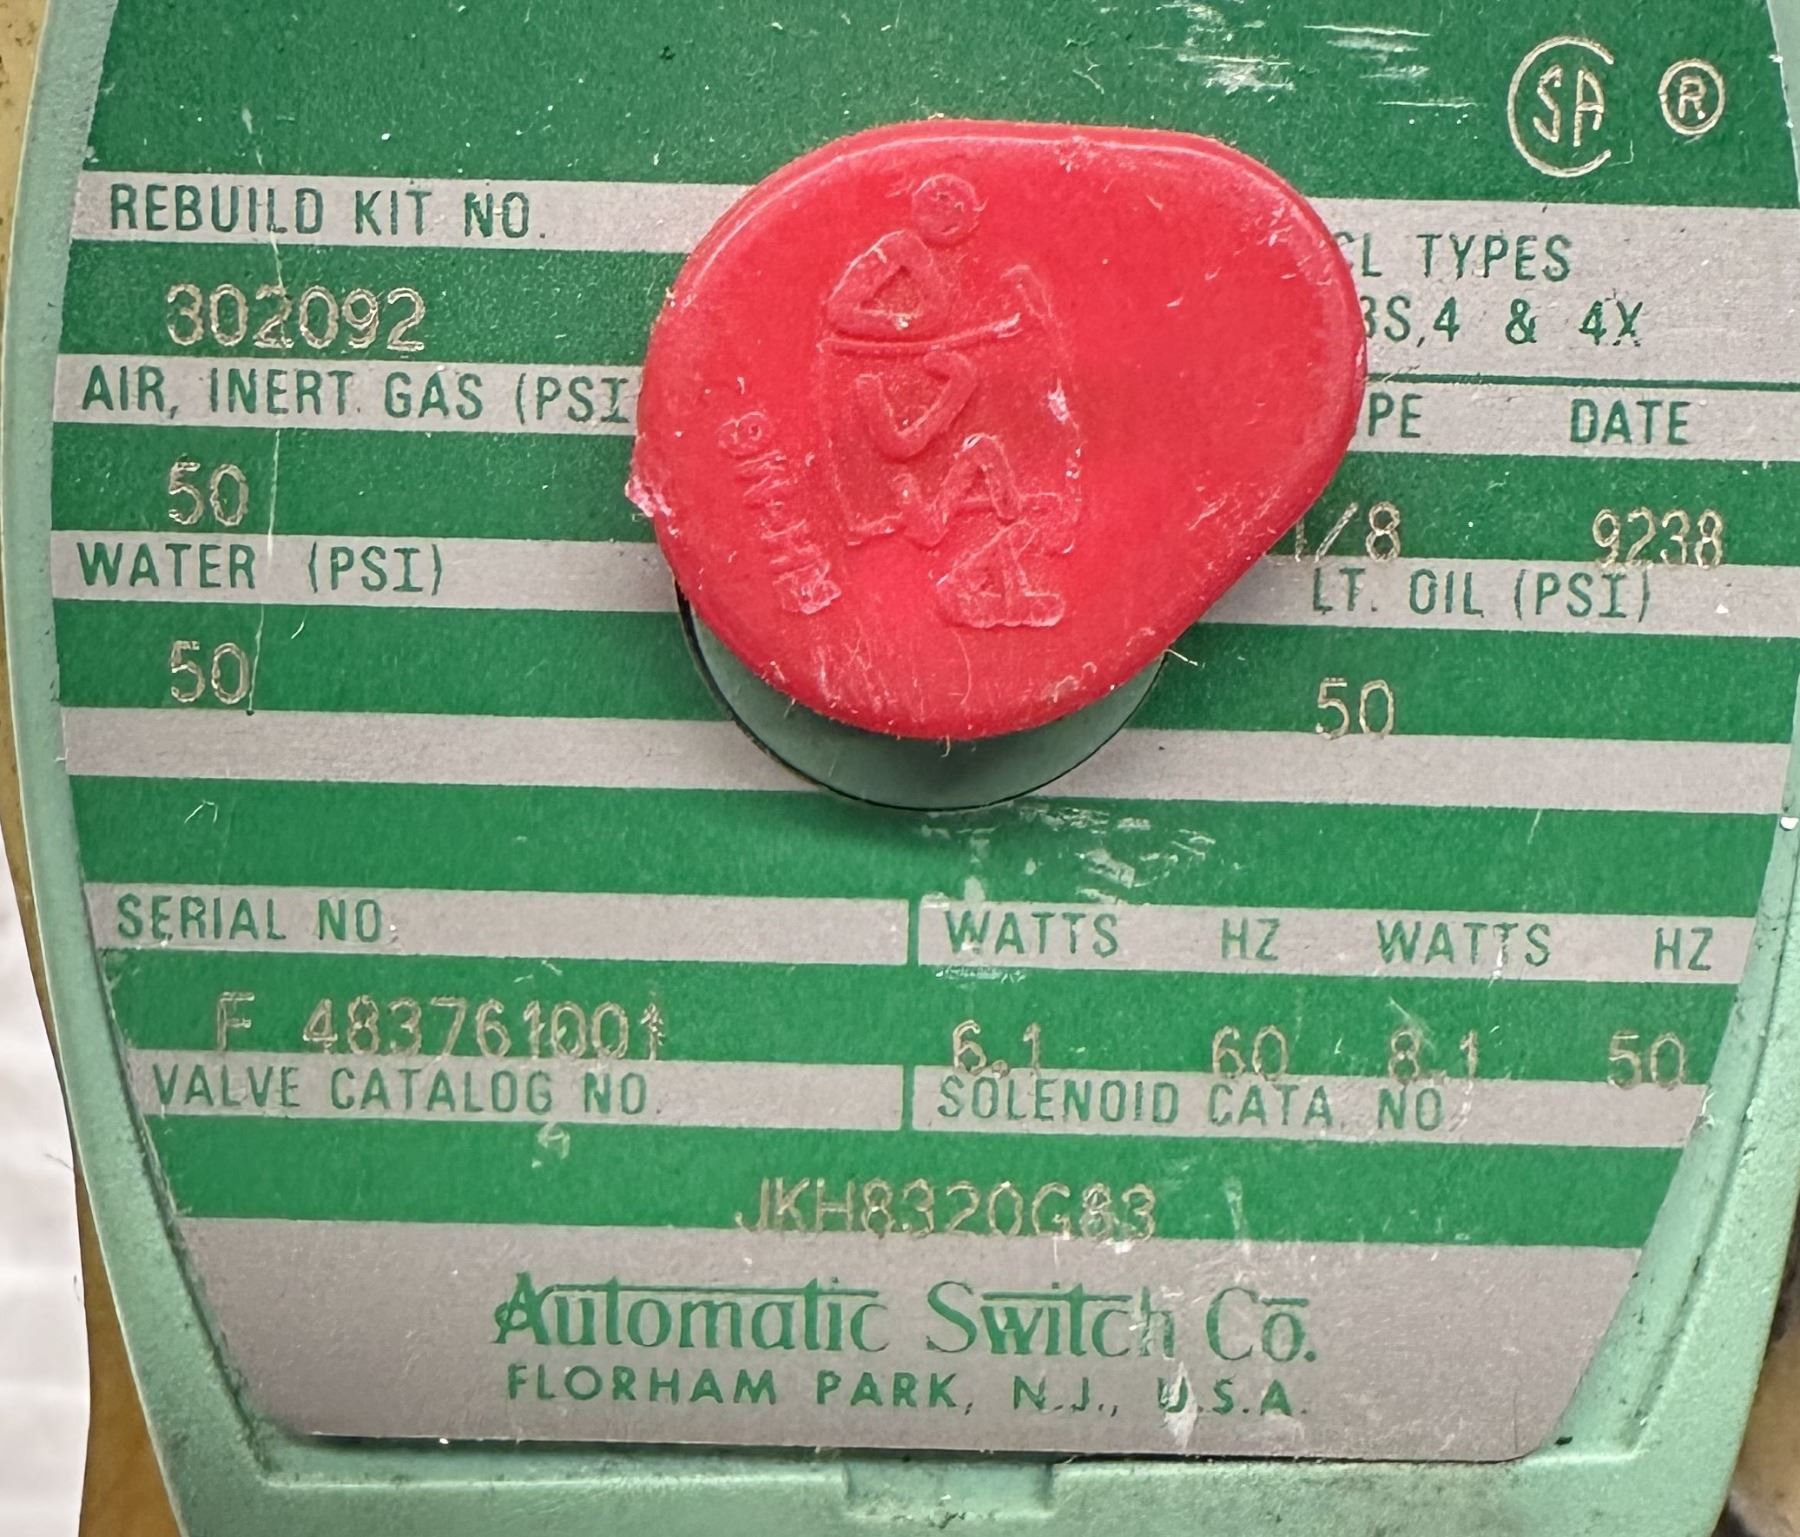 SA ®
REBUILD KIT NO.
CL TYPES
302092
3S,4 & 4X
AIR, INERT GAS (PSI
PE DATE
50
1/8 9238
WATER (PSI)
LT. OIL (PSI)
50
50
SERIAL NO.
WATTS HZ WATTS HZ
F 483761001
6.1 60 8.1 50
VALVE CATALOG NO.
SOLENOID CATA. NO.
JKH8320G83
Automatic Switch Co.
FLORHAM PARK, N.J., U.S.A.